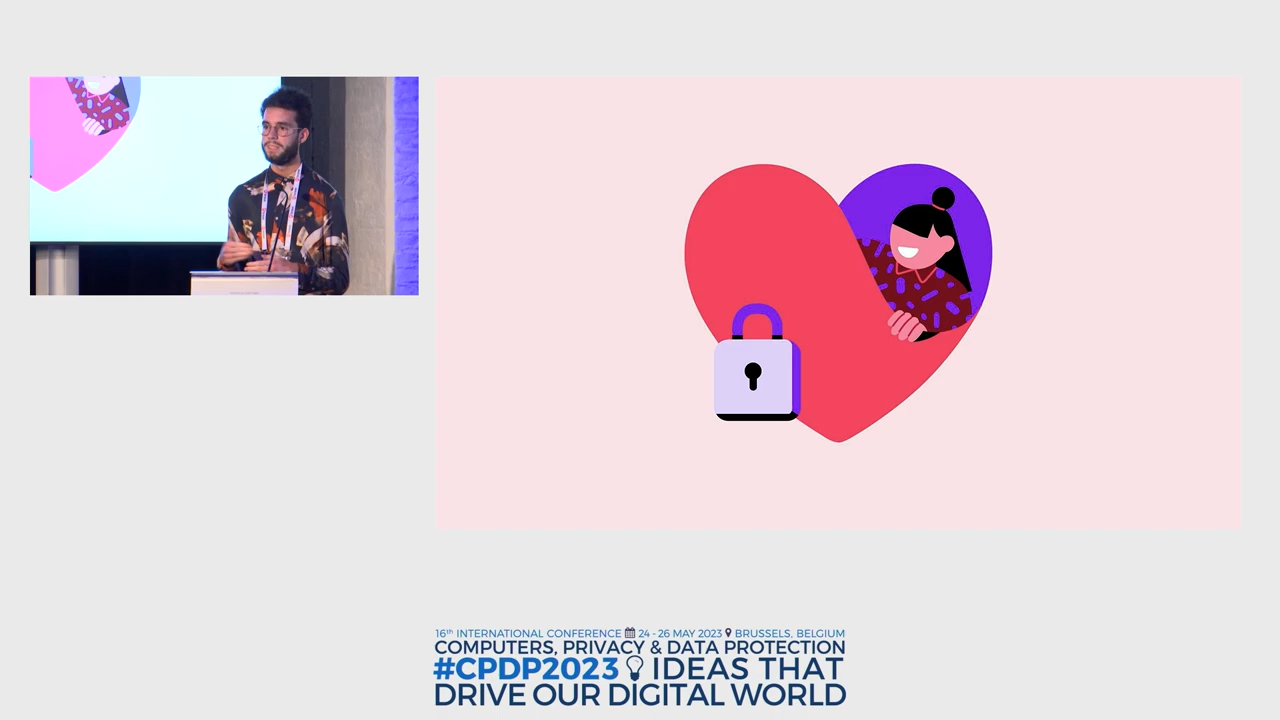 16th INTERNATIONAL CONFERENCE 24 - 26 MAY 2023 BRUSSELS, BELGIUM
COMPUTERS, PRIVACY & DATA PROTECTION
#CPDP2023 IDEAS THAT
DRIVE OUR DIGITAL WORLD